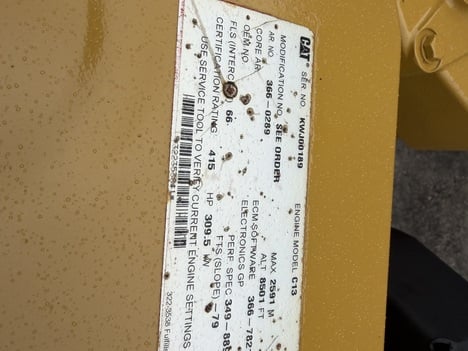 CAT SER. NO. KWJ00189 ENGINE MODEL C13
MODIFICATION NO. SEE ORDER MAX 2591 M
AR NO. 366-0289 ALT 8501 FT
CORE AR ECM SOFTWARE
OEM NO ELECTRONICS GP 366-782
FLS (INTERC 66 PERF. SPEC 349-88
CERTIFICATION RATING 415 HP 309.5 KW FTS (SLOPE) -79
USE SERVICE TOOL TO VERIFY CURRENT ENGINE SETTINGS
322-3538